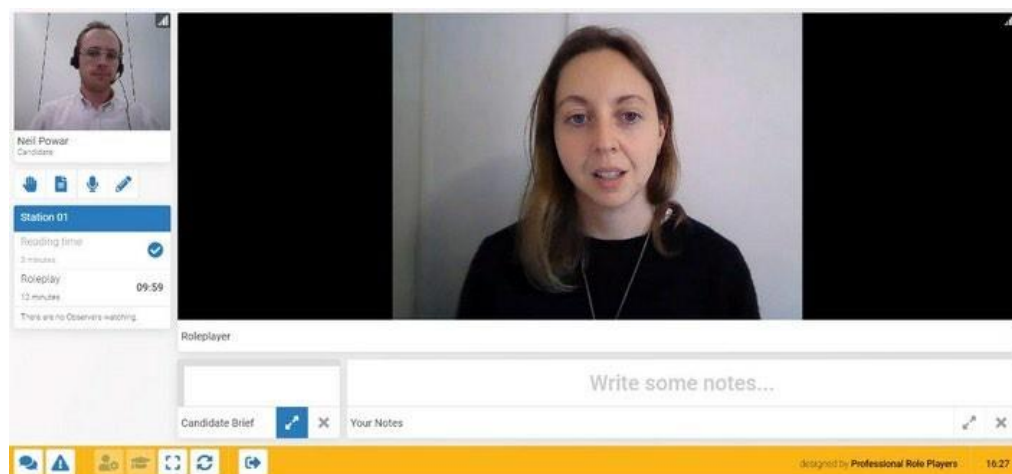 Neil Powar
Candidate
Station 01
Reading time
3 minutes
Roleplay
12 minutes
09:59
There are no Observers watching.
Roleplayer
Write some notes...
Candidate Brief
Your Notes
designed by Professional Role Players
16:27